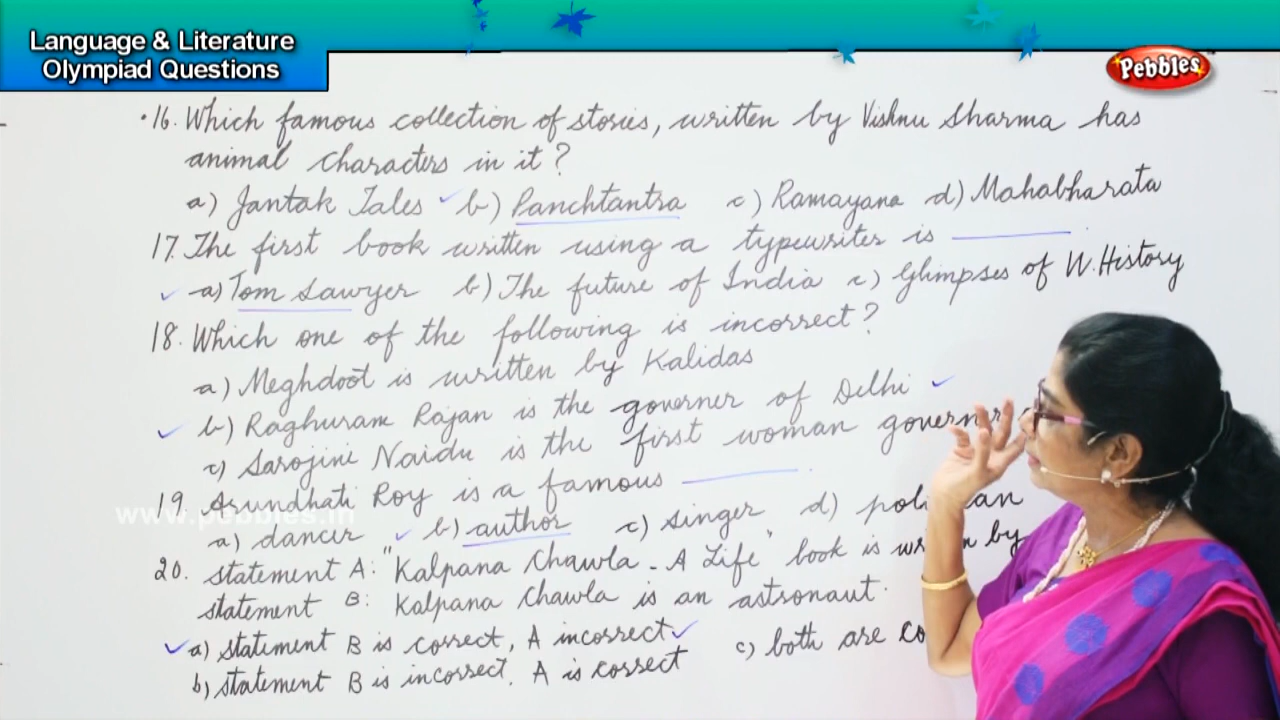 Language & Literature
Olympiad Questions
Pebbles
16. Which famous collection of stories, written by Vishnu Sharma has
animal characters in it?
a) Jantak Tales b) Panchtantra c) Ramayana d) Mahabharata
17. The first book written using a typewriter is ______
a) Tom Sawyer b) The future of India c) Glimpses of W. History
18. Which one of the following is incorrect?
a) Meghdoot is written by Kalidas
b) Raghuram Rajan is the governer of Delhi
c) Sarojini Naidu is the first woman governer
19. Arundhati Roy is a famous ______
a) dancer b) author c) singer d)
20. statement A: "Kalpana Chawla - A Life" book is by
statement B: Kalpana Chawla is an astronaut.
a) statement B is correct, A incorrect c) both are
b) statement B is incorrect. A is correct
www.pebbles.in